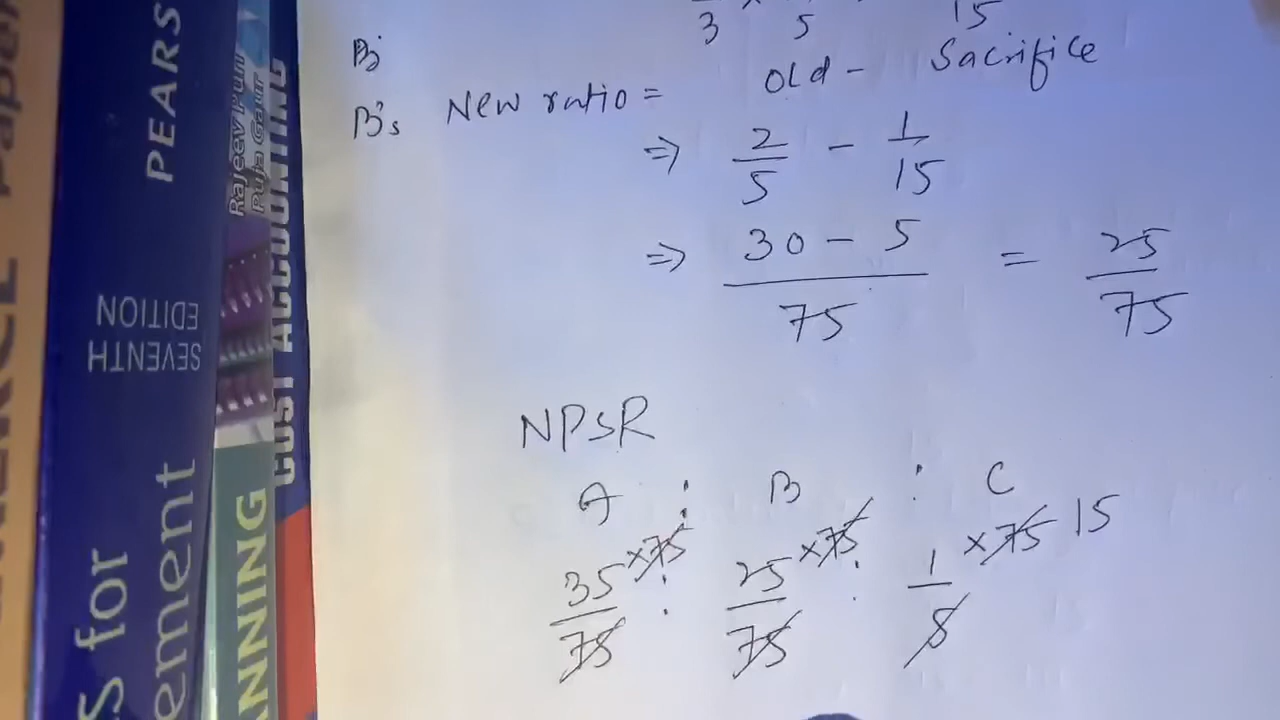 3 × 5 15
B
B's New ratio = Old - Sacrifice
⇒ 2/5 - 1/15
⇒ 30 - 5 / 75 = 25/75
NPSR
A : B : C
35/75 ×75 : 25/75 ×75 : 1/5 ×75 15
PEARS
SEVENTH EDITION
S for
ement
Rajeev Puri
Puja Gaur
COST ACCOUNTING
ANNING